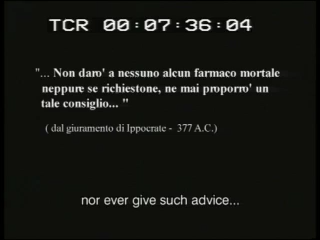 TCR 00:07:36:04
"... Non daro' a nessuno alcun farmaco mortale
neppure se richiestone, ne mai proporro' un
tale consiglio... "
( dal giuramento di Ippocrate - 377 A.C.)
nor ever give such advice...